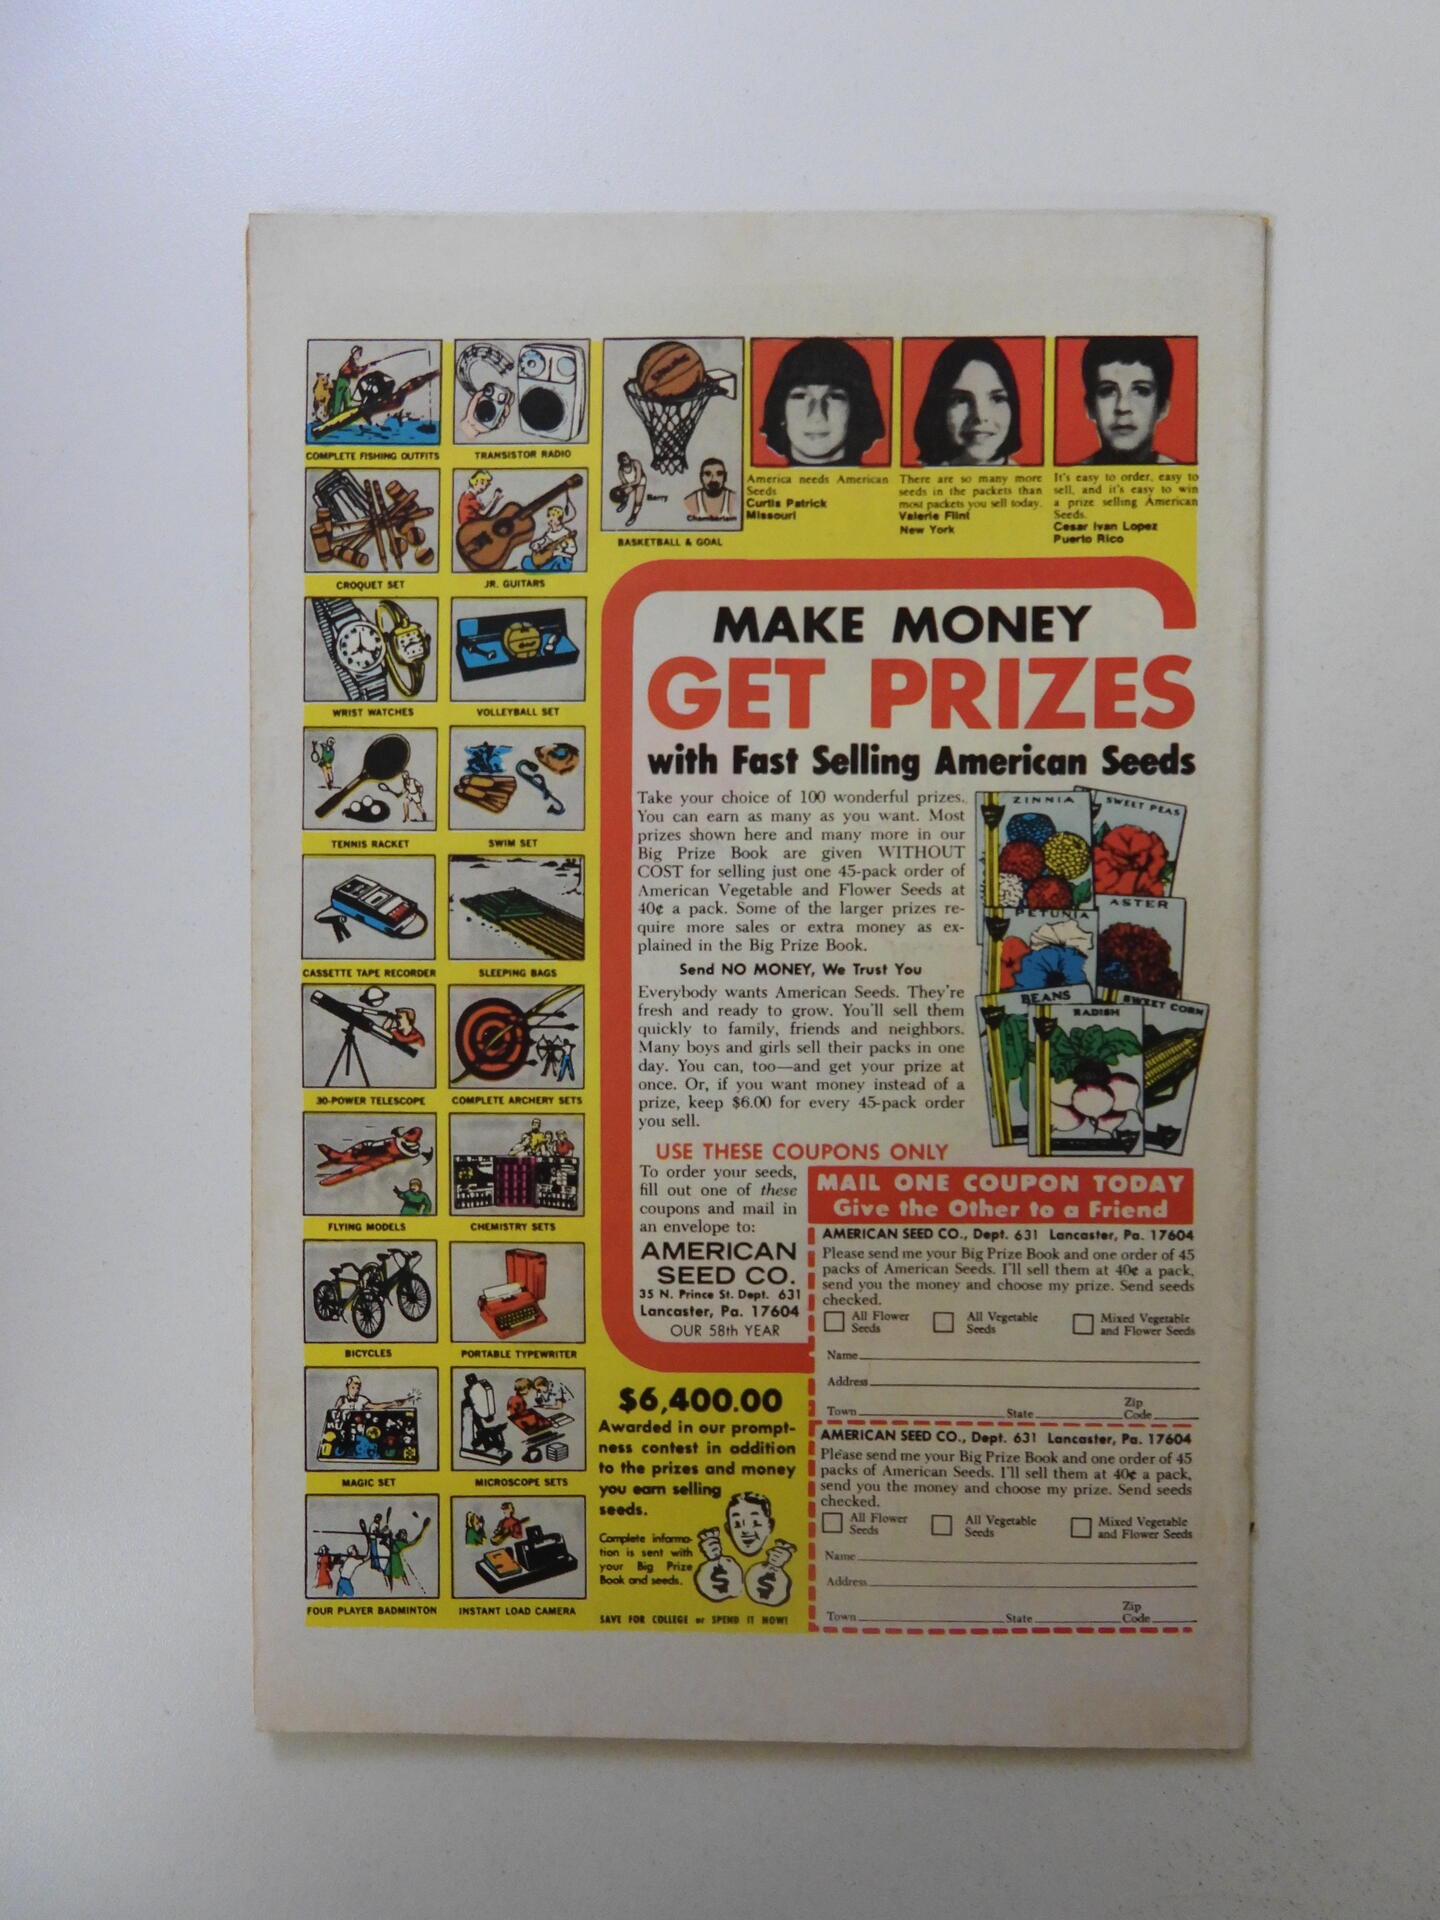 COMPLETE FISHING OUTFITS
TRANSISTOR RADIO
CROQUET SET
JR. GUITARS
WRIST WATCHES
VOLLEYBALL SET
TENNIS RACKET
SWIM SET
CASSETTE TAPE RECORDER
SLEEPING BAGS
30-POWER TELESCOPE
COMPLETE ARCHERY SETS
FLYING MODELS
CHEMISTRY SETS
BICYCLES
PORTABLE TYPEWRITER
MAGIC SET
MICROSCOPE SETS
FOUR PLAYER BADMINTON
INSTANT LOAD CAMERA
Barry
Chamberlain
BASKETBALL & GOAL
America needs American
Seeds
Curtis Patrick
Missouri
There are so many more
seeds in the packets than
most packets you sell today.
Valerie Flint
New York
It's easy to order, easy to
sell, and it's easy to win
a prize selling American
Seeds.
Cesar Ivan Lopez
Puerto Rico
MAKE MONEY
GET PRIZES
with Fast Selling American Seeds
Take your choice of 100 wonderful prizes.
You can earn as many as you want. Most
prizes shown here and many more in our
Big Prize Book are given WITHOUT
COST for selling just one 45-pack order of
American Vegetable and Flower Seeds at
40¢ a pack. Some of the larger prizes re-
quire more sales or extra money as ex-
plained in the Big Prize Book.
Send NO MONEY, We Trust You
Everybody wants American Seeds. They're
fresh and ready to grow. You'll sell them
quickly to family, friends and neighbors.
Many boys and girls sell their packs in one
day. You can, too—and get your prize at
once. Or, if you want money instead of a
prize, keep $6.00 for every 45-pack order
you sell.
ZINNIA
SWEET PEAS
PETUNIA
ASTER
BEANS
RADISH
SWEET CORN
USE THESE COUPONS ONLY
To order your seeds,
fill out one of these
coupons and mail in
an envelope to:
AMERICAN
SEED CO.
35 N. Prince St. Dept. 631
Lancaster, Pa. 17604
OUR 58th YEAR
MAIL ONE COUPON TODAY
Give the Other to a Friend
AMERICAN SEED CO., Dept. 631 Lancaster, Pa. 17604
Please send me your Big Prize Book and one order of 45
packs of American Seeds. I'll sell them at 40¢ a pack,
send you the money and choose my prize. Send seeds
checked.
All Flower
Seeds
All Vegetable
Seeds
Mixed Vegetable
and Flower Seeds
Name
Address
Town State Zip
Code
AMERICAN SEED CO., Dept. 631 Lancaster, Pa. 17604
Please send me your Big Prize Book and one order of 45
packs of American Seeds. I'll sell them at 40¢ a pack,
send you the money and choose my prize. Send seeds
checked.
All Flower
Seeds
All Vegetable
Seeds
Mixed Vegetable
and Flower Seeds
Name
Address
Town State Zip
Code
$6,400.00
Awarded in our prompt-
ness contest in addition
to the prizes and money
you earn selling
seeds.
Complete informa-
tion is sent with
your Big Prize
Book and seeds.
$ $
SAVE FOR COLLEGE or SPEND IT NOW!